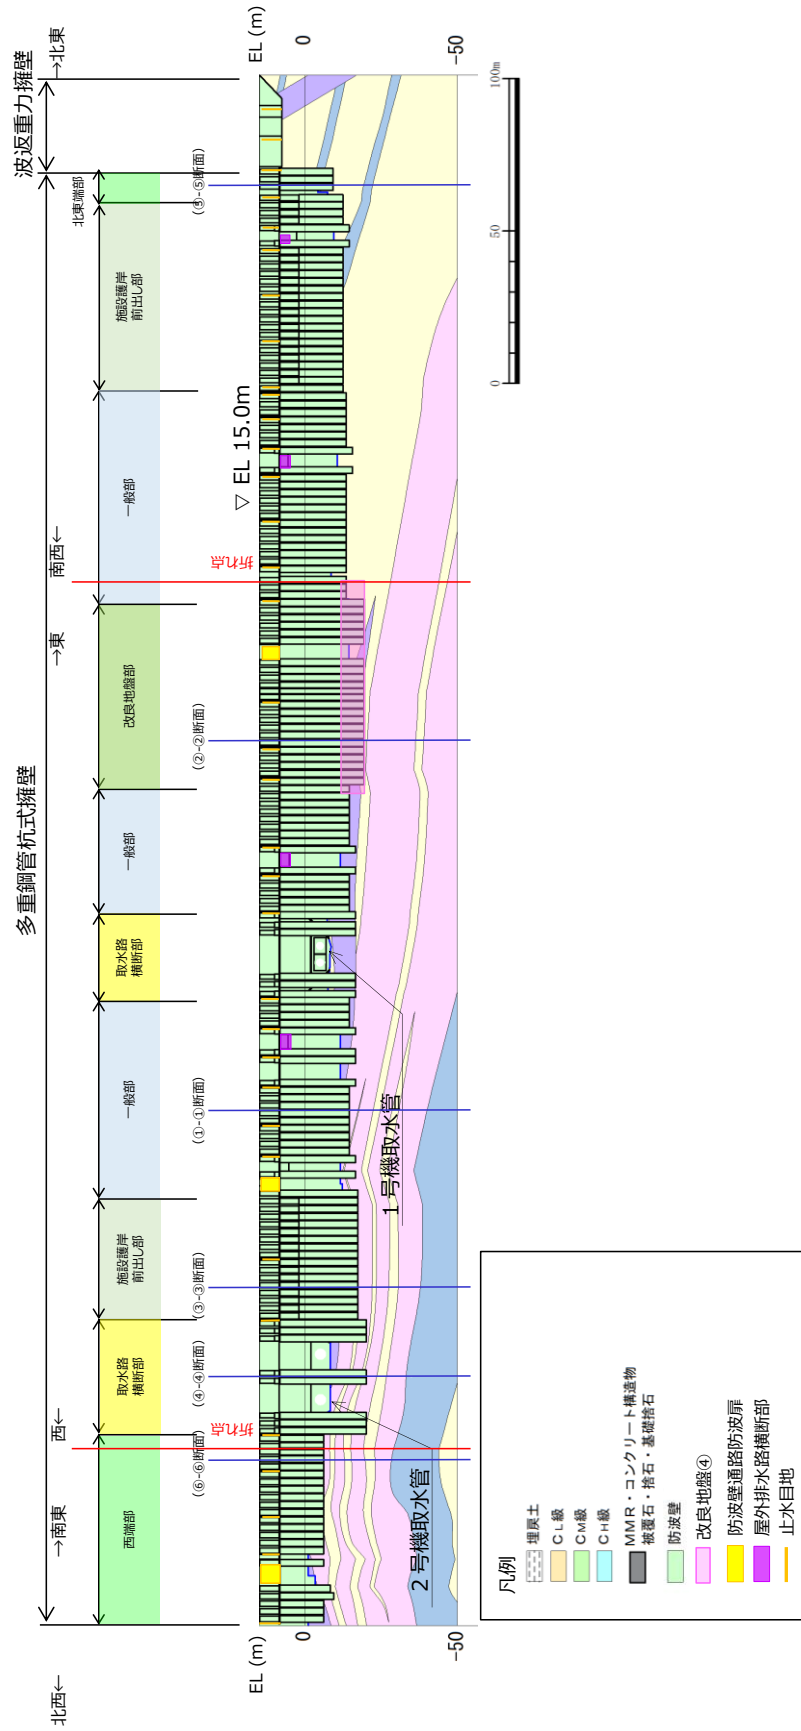 北西←
→南東
西←
→東
南西←
→北東
多重鋼管杭式擁壁
波返重力擁壁
西端部
取水路
横断部
施設護岸
前出し部
一般部
取水路
横断部
一般部
改良地盤部
一般部
施設護岸
前出し部
北東端部
(⑥-⑥断面)
(④-④断面)
(③-③断面)
(①-①断面)
(②-②断面)
(⑤-⑤断面)
折れ点
折れ点
▽ EL 15.0m
EL (m)
0
-50
EL (m)
0
-50
2号機取水管
1号機取水管
0
50
100m
凡例
埋戻土
CL級
CM級
CH級
MMR・コンクリート構造物
被覆石・捨石・基礎捨石
防波壁
改良地盤④
防波壁通路防波扉
屋外排水路横断部
止水目地